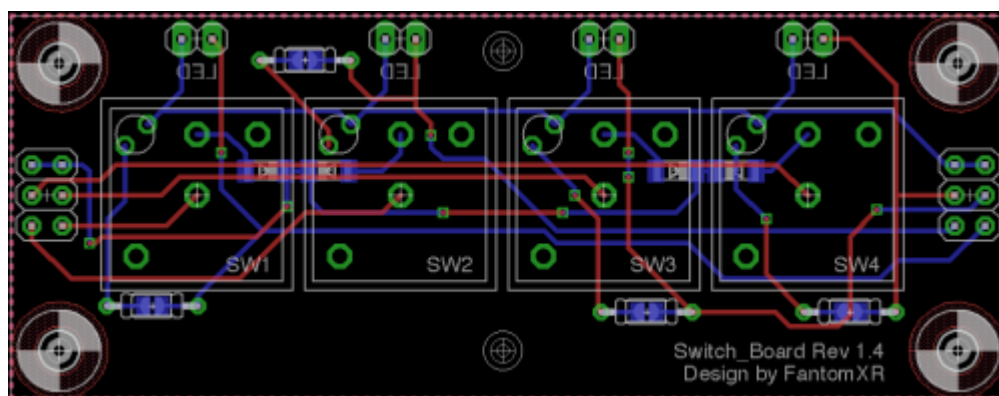 LED LED LED LED
SW1 SW2 SW3 SW4
Switch_Board Rev 1.4
Design by FantomXR